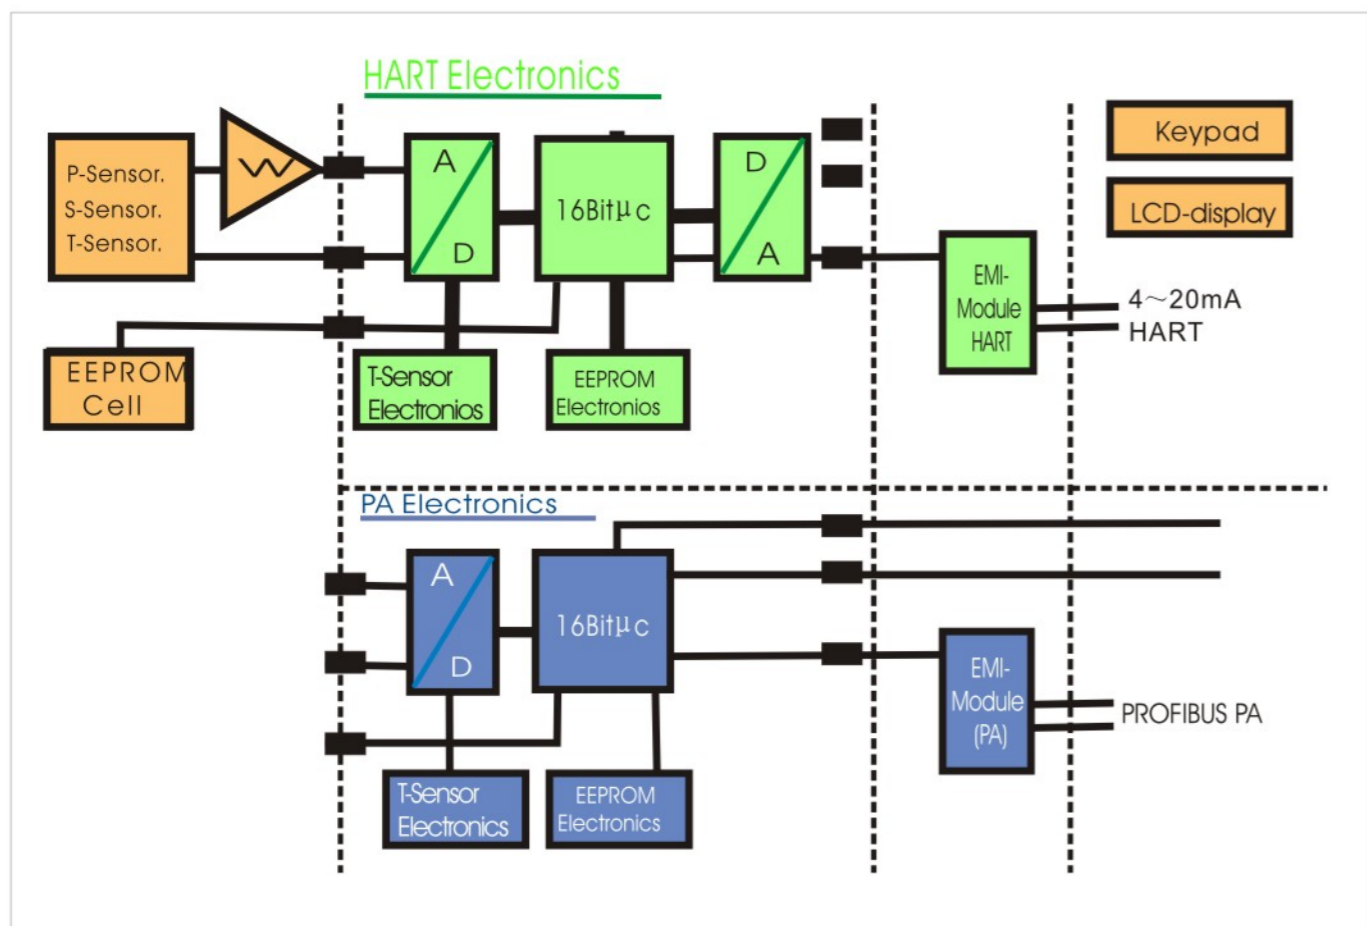 HART Electronics
P-Sensor.
S-Sensor.
T-Sensor.
A
D
16Bitμc
D
A
Keypad
LCD-display
EMI-
Module
HART
4~20mA
HART
EEPROM
Cell
T-Sensor
Electronios
EEPROM
Electronios
PA Electronics
A
D
16Bitμc
EMI-
Module
(PA)
PROFIBUS PA
T-Sensor
Electronics
EEPROM
Electronics